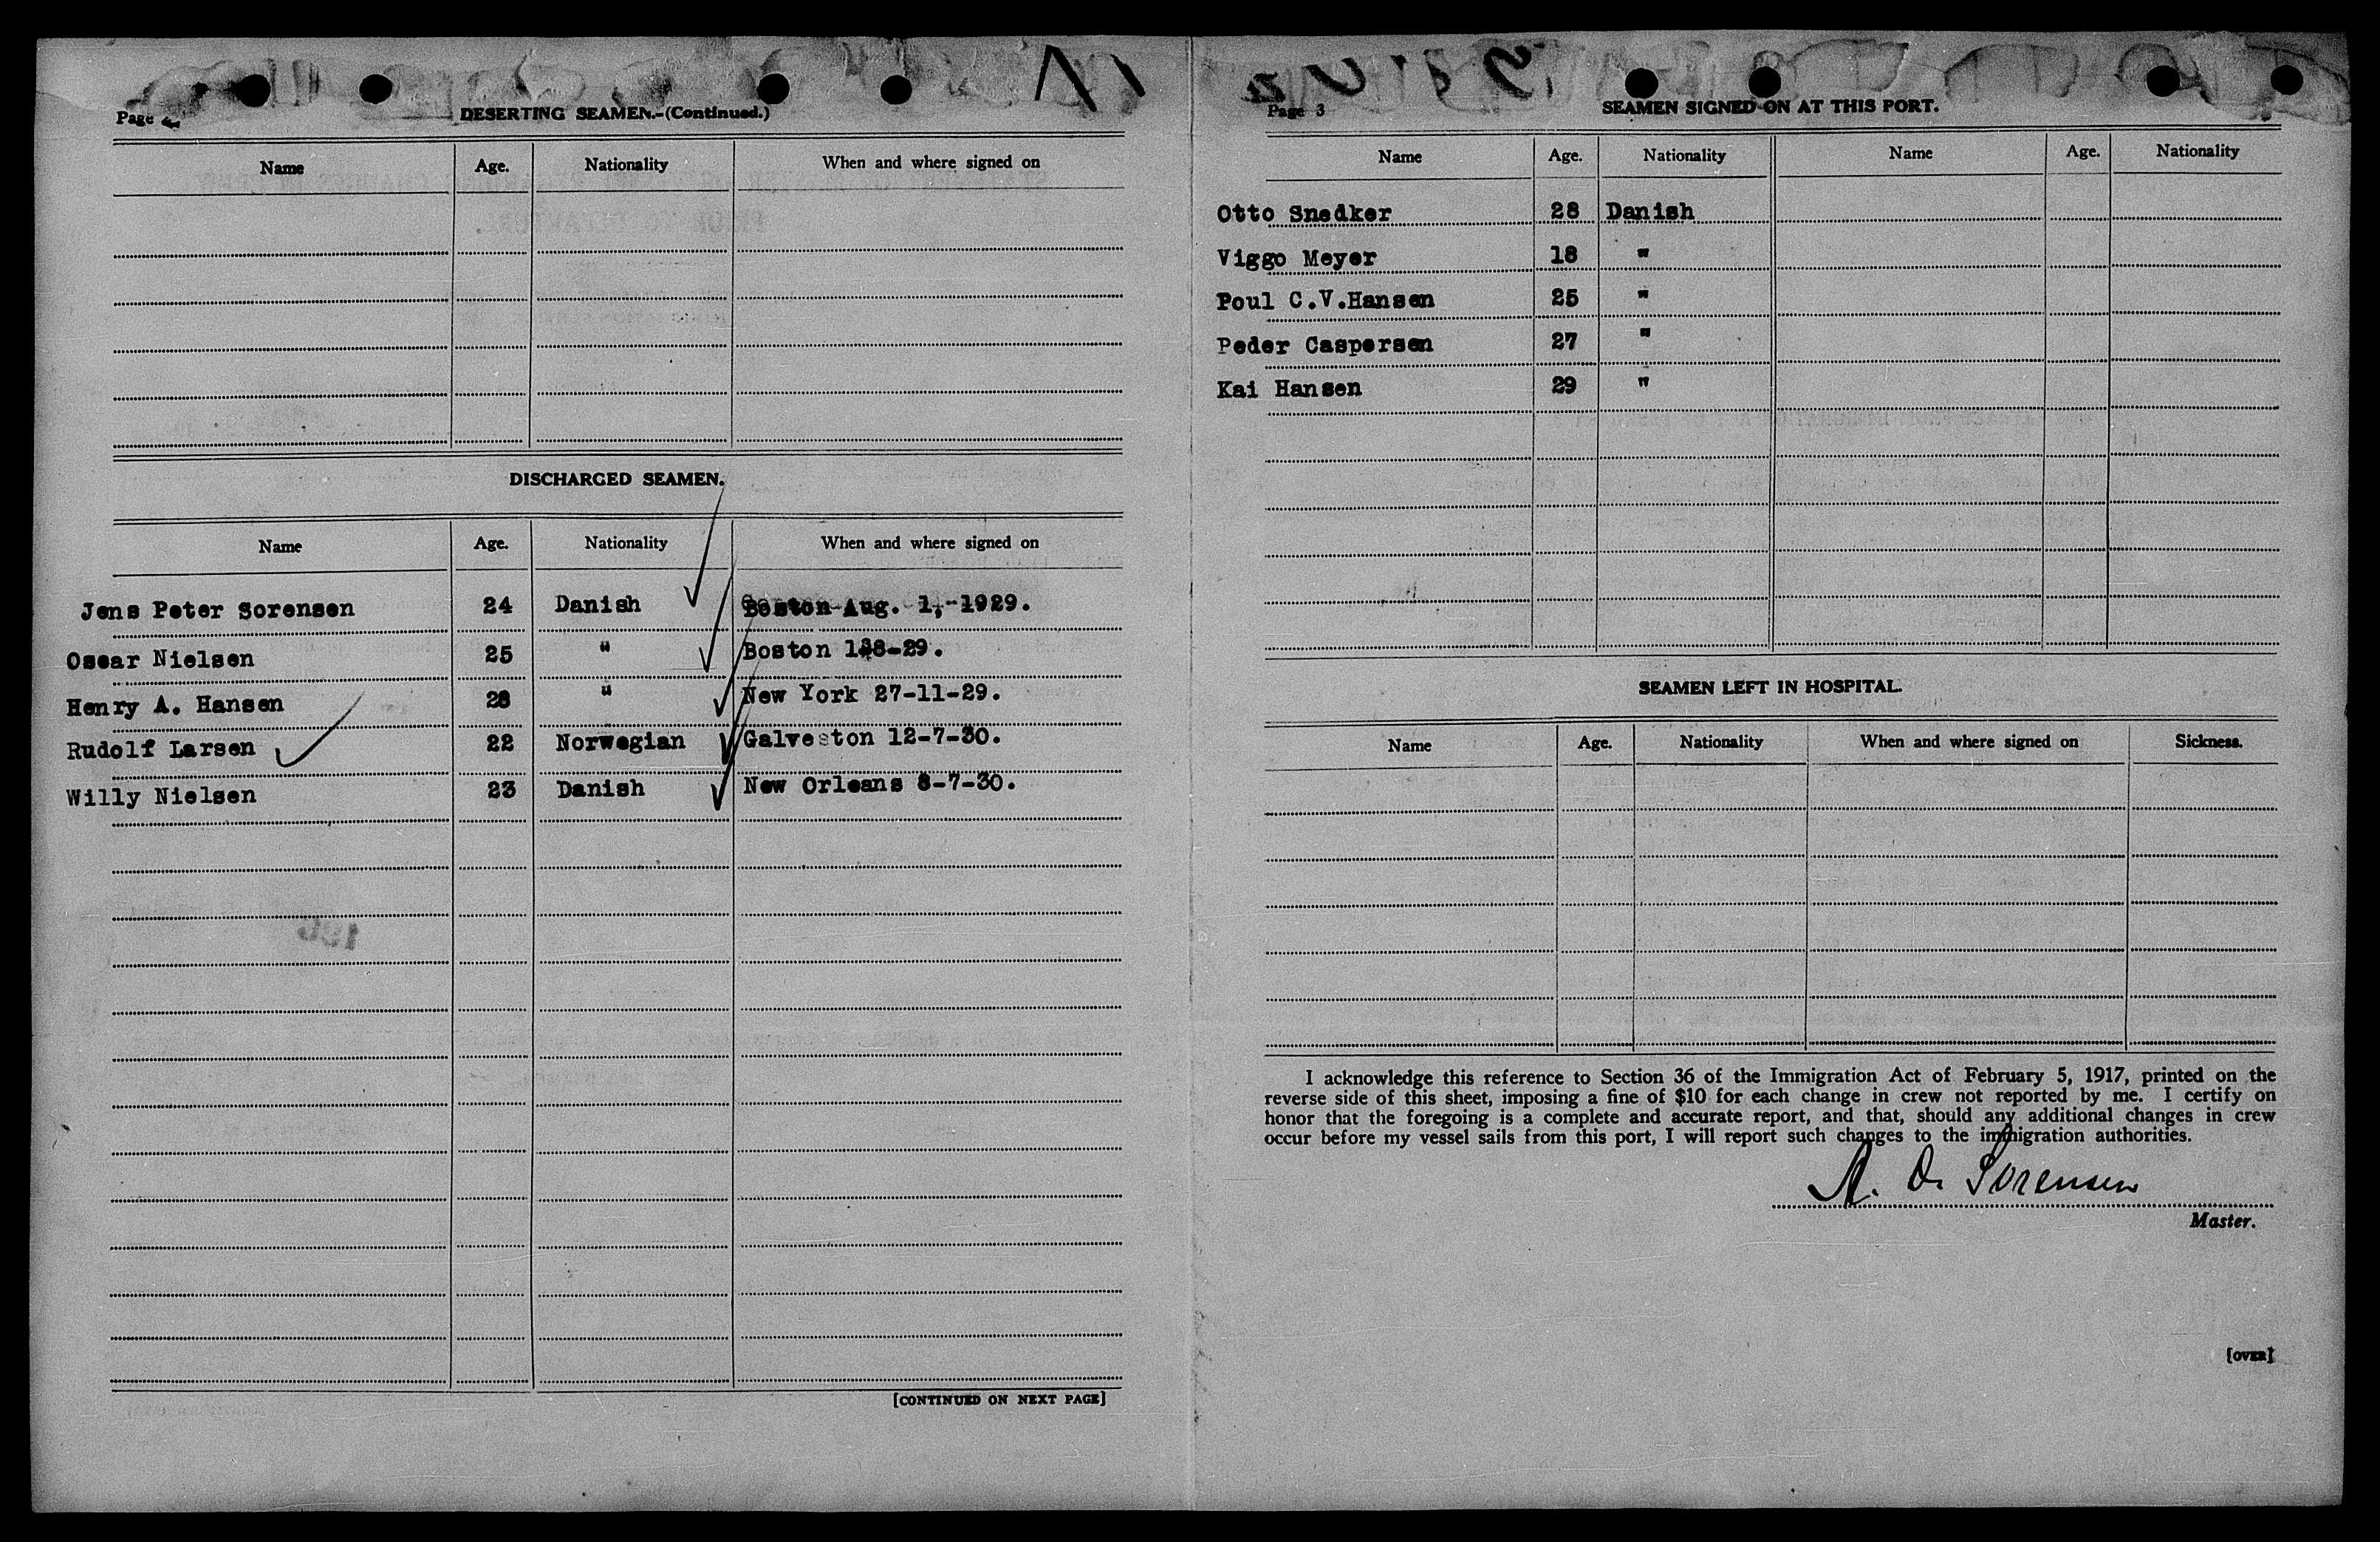 Page
DESERTING SEAMEN.-(Continued.)
Name Age. Nationality When and where signed on
DISCHARGED SEAMEN.
Name Age. Nationality When and where signed on
Jens Peter Sorensen 24 Danish Boston Aug. 1,-1929.
Oscar Nielsen 25 " Boston 1-8-29.
Henry A. Hansen 28 " New York 27-11-29.
Rudolf Larsen 22 Norwegian Galveston 12-7-30.
Willy Nielsen 23 Danish New Orleans 8-7-30.
[CONTINUED ON NEXT PAGE]
Page 3
SEAMEN SIGNED ON AT THIS PORT.
Name Age. Nationality Name Age. Nationality
Otto Snedker 28 Danish
Viggo Meyer 18 "
Poul C.V.Hansen 25 "
Peder Caspersen 27 "
Kai Hansen 29 "
SEAMEN LEFT IN HOSPITAL.
Name Age. Nationality When and where signed on Sickness.
I acknowledge this reference to Section 36 of the Immigration Act of February 5, 1917, printed on the
reverse side of this sheet, imposing a fine of $10 for each change in crew not reported by me. I certify on
honor that the foregoing is a complete and accurate report, and that, should any additional changes in crew
occur before my vessel sails from this port, I will report such changes to the immigration authorities.
Sorensen
Master.
[OVER]